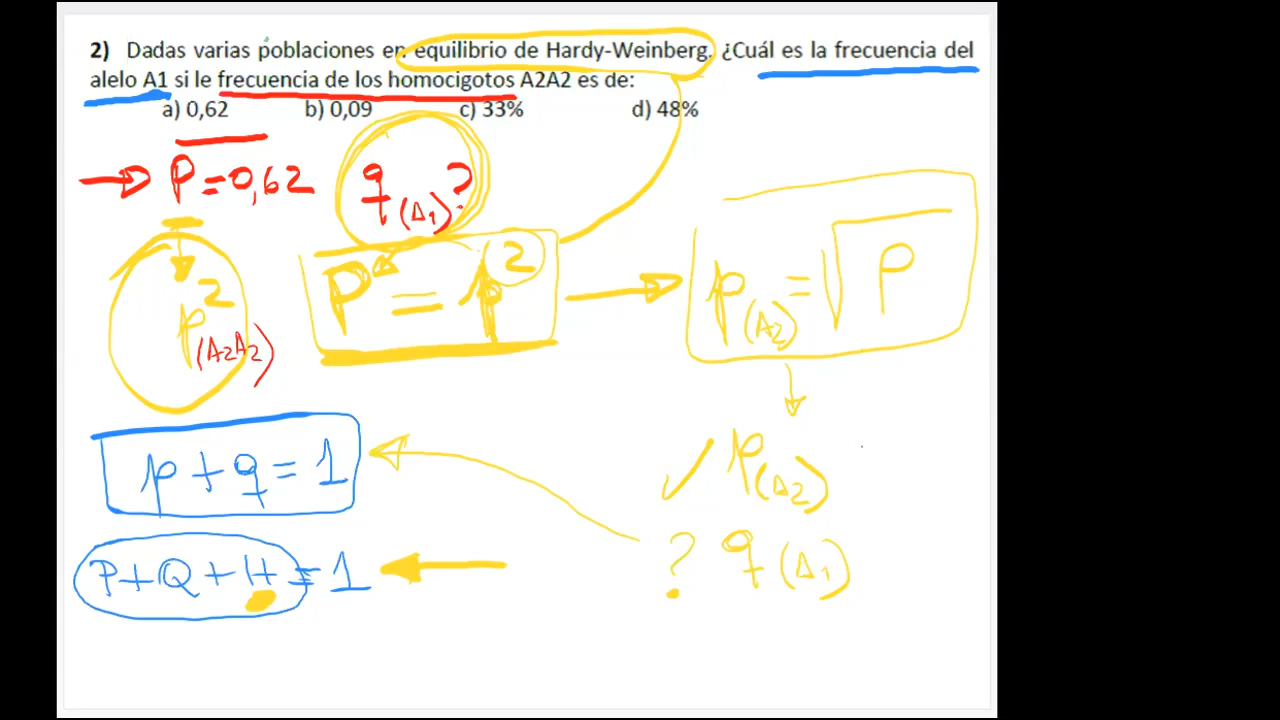 2) Dadas varias poblaciones en equilibrio de Hardy-Weinberg. ¿Cuál es la frecuencia del
alelo A1 si le frecuencia de los homocigotos A2A2 es de:
a) 0,62 b) 0,09 c) 33% d) 48%
P=0,62 q(A1)?
P = p²
p(A2) = √P
p²(A2A2)
p + q = 1
p(A2)
P+Q+H = 1
? q(A1)